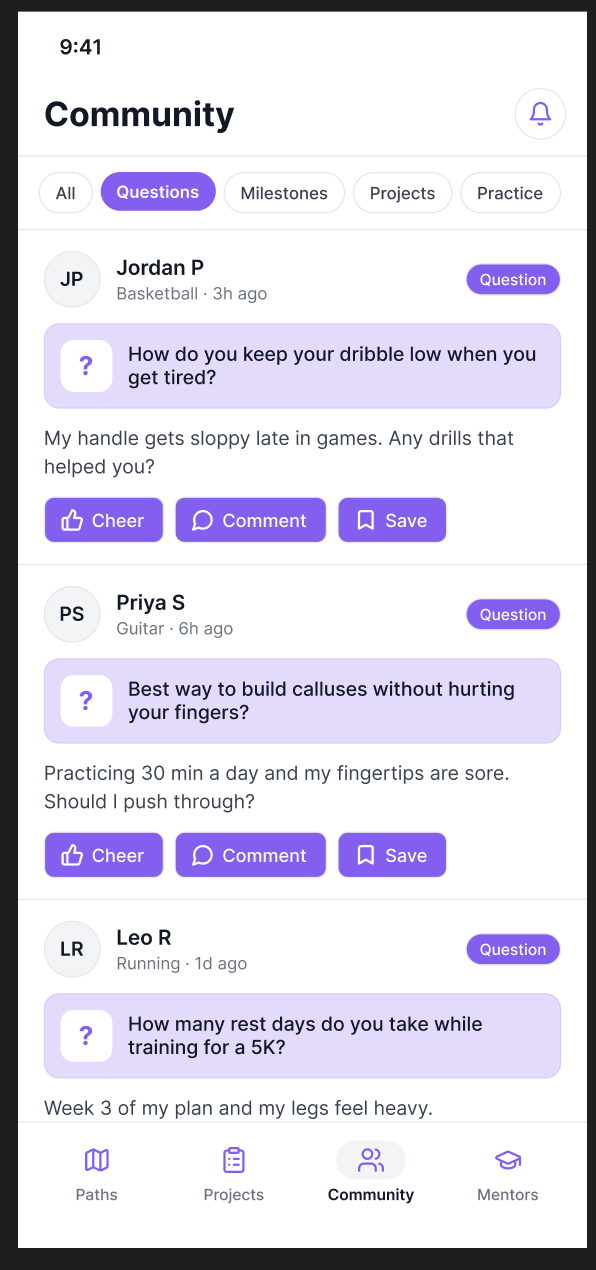 9:41
Community
All
Questions
Milestones
Projects
Practice
JP
Jordan P
Basketball · 3h ago
Question
?
How do you keep your dribble low when you
get tired?
My handle gets sloppy late in games. Any drills that
helped you?
Cheer
Comment
Save
PS
Priya S
Guitar · 6h ago
Question
?
Best way to build calluses without hurting
your fingers?
Practicing 30 min a day and my fingertips are sore.
Should I push through?
Cheer
Comment
Save
LR
Leo R
Running · 1d ago
Question
?
How many rest days do you take while
training for a 5K?
Week 3 of my plan and my legs feel heavy.
Paths
Projects
Community
Mentors